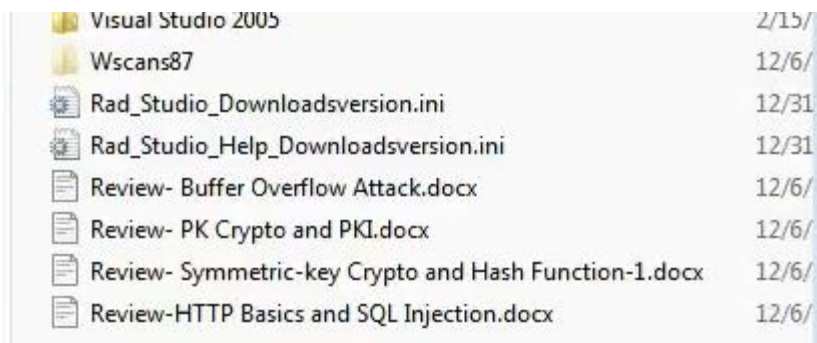 Visual Studio 2005 2/15/
Wscans87 12/6/
Rad_Studio_Downloadsversion.ini 12/31
Rad_Studio_Help_Downloadsversion.ini 12/31
Review- Buffer Overflow Attack.docx 12/6/
Review- PK Crypto and PKI.docx 12/6/
Review- Symmetric-key Crypto and Hash Function-1.docx 12/6/
Review-HTTP Basics and SQL Injection.docx 12/6/